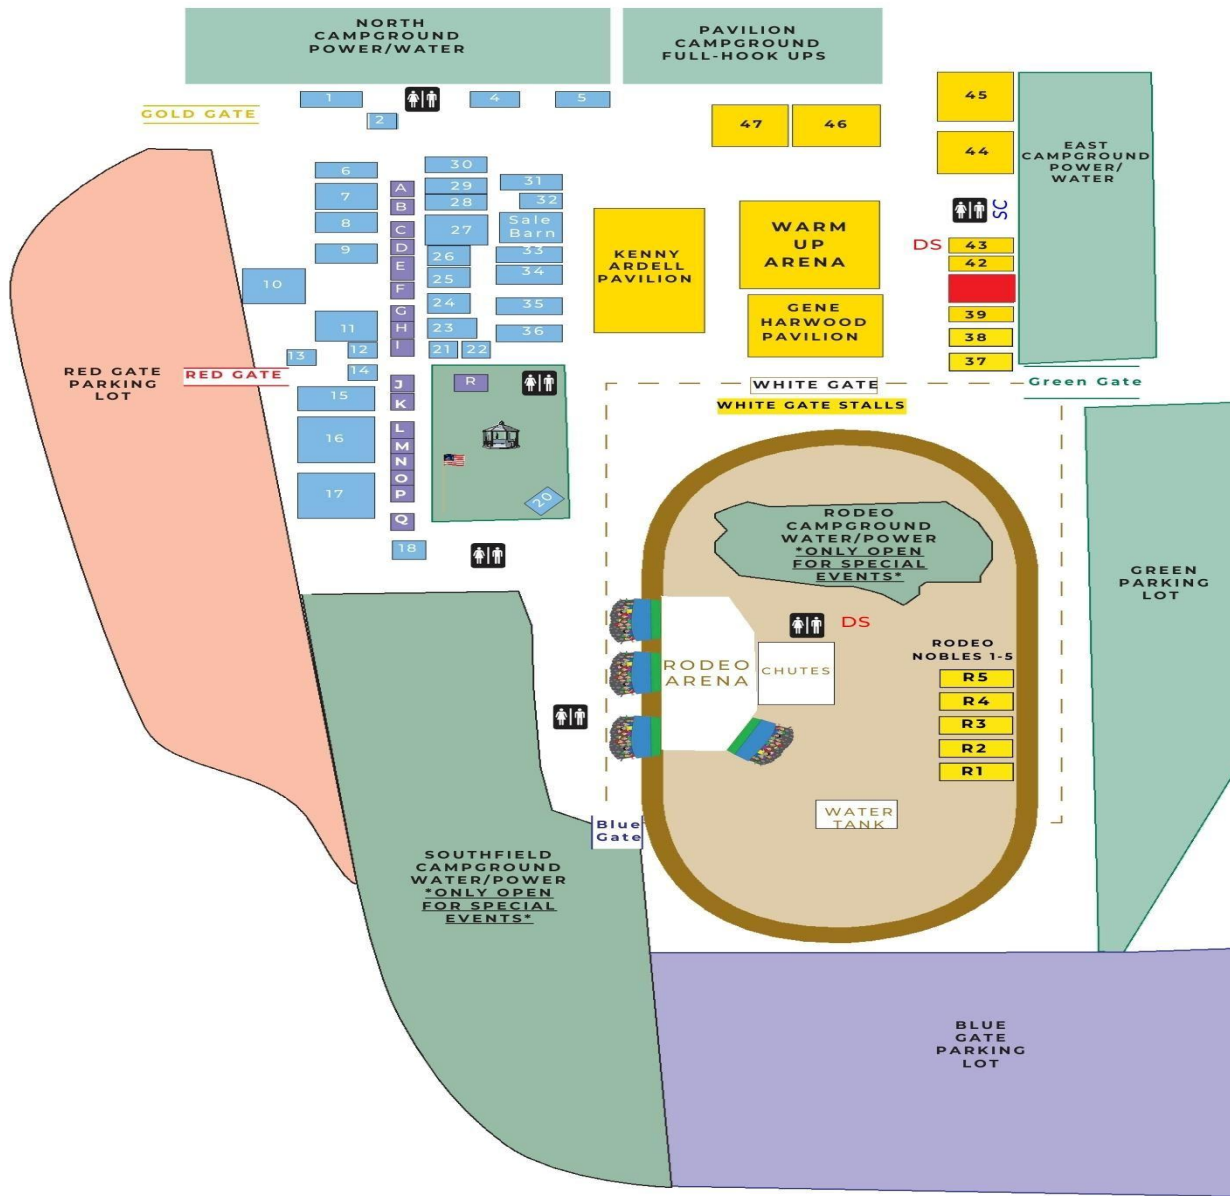 NORTH
CAMPGROUND
POWER/WATER
PAVILION
CAMPGROUND
FULL-HOOK UPS
1
4
5
2
GOLD GATE
47
46
45
44
EAST
CAMPGROUND
POWER/
WATER
SC
DS
43
42
39
38
37
6
7
8
9
10
11
12
13
14
15
16
17
18
A
B
C
D
E
F
G
H
I
J
K
L
M
N
O
P
Q
30
29
28
27
26
25
24
23
21
22
31
32
Sale
Barn
33
34
35
36
KENNY
ARDELL
PAVILION
WARM
UP
ARENA
GENE
HARWOOD
PAVILION
RED GATE
PARKING
LOT
RED GATE
R
20
WHITE GATE
WHITE GATE STALLS
Green Gate
RODEO
CAMPGROUND
WATER/POWER
*ONLY OPEN
FOR SPECIAL
EVENTS*
GREEN
PARKING
LOT
DS
RODEO
ARENA
CHUTES
RODEO
NOBLES 1-5
R5
R4
R3
R2
R1
WATER
TANK
Blue
Gate
SOUTHFIELD
CAMPGROUND
WATER/POWER
*ONLY OPEN
FOR SPECIAL
EVENTS*
BLUE
GATE
PARKING
LOT